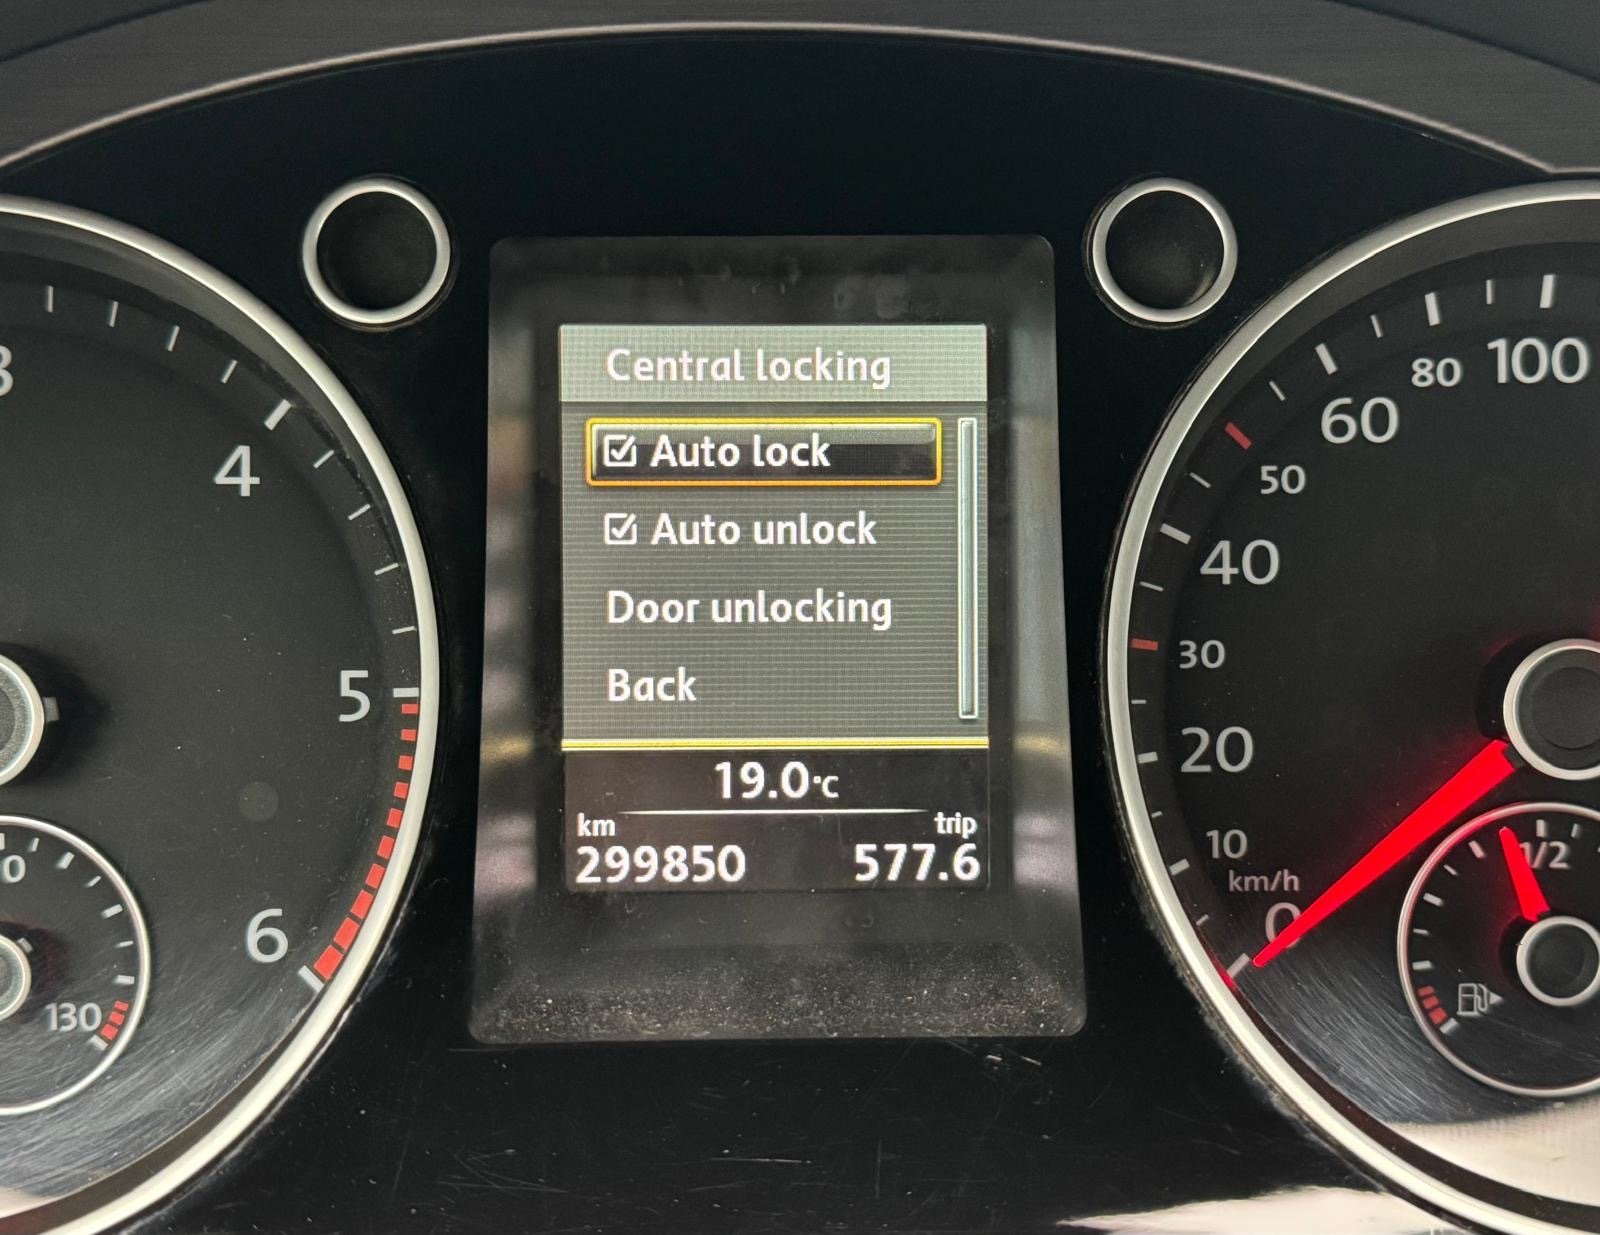 Central locking
Auto lock
Auto unlock
Door unlocking
Back
19.0°C
km trip
299850 577.6
3
4
5
6
130
100
80
60
50
40
30
20
10
km/h
0
1/2